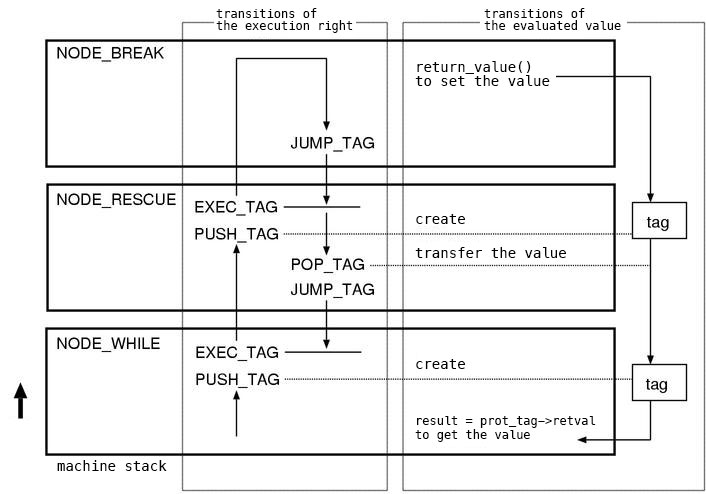 transitions of
the execution right
transitions of
the evaluated value
NODE_BREAK
return_value()
to set the value
JUMP_TAG
NODE_RESCUE
EXEC_TAG
create
tag
PUSH_TAG
transfer the value
POP_TAG
JUMP_TAG
NODE_WHILE
EXEC_TAG
create
PUSH_TAG
tag
result = prot_tag->retval
to get the value
machine stack